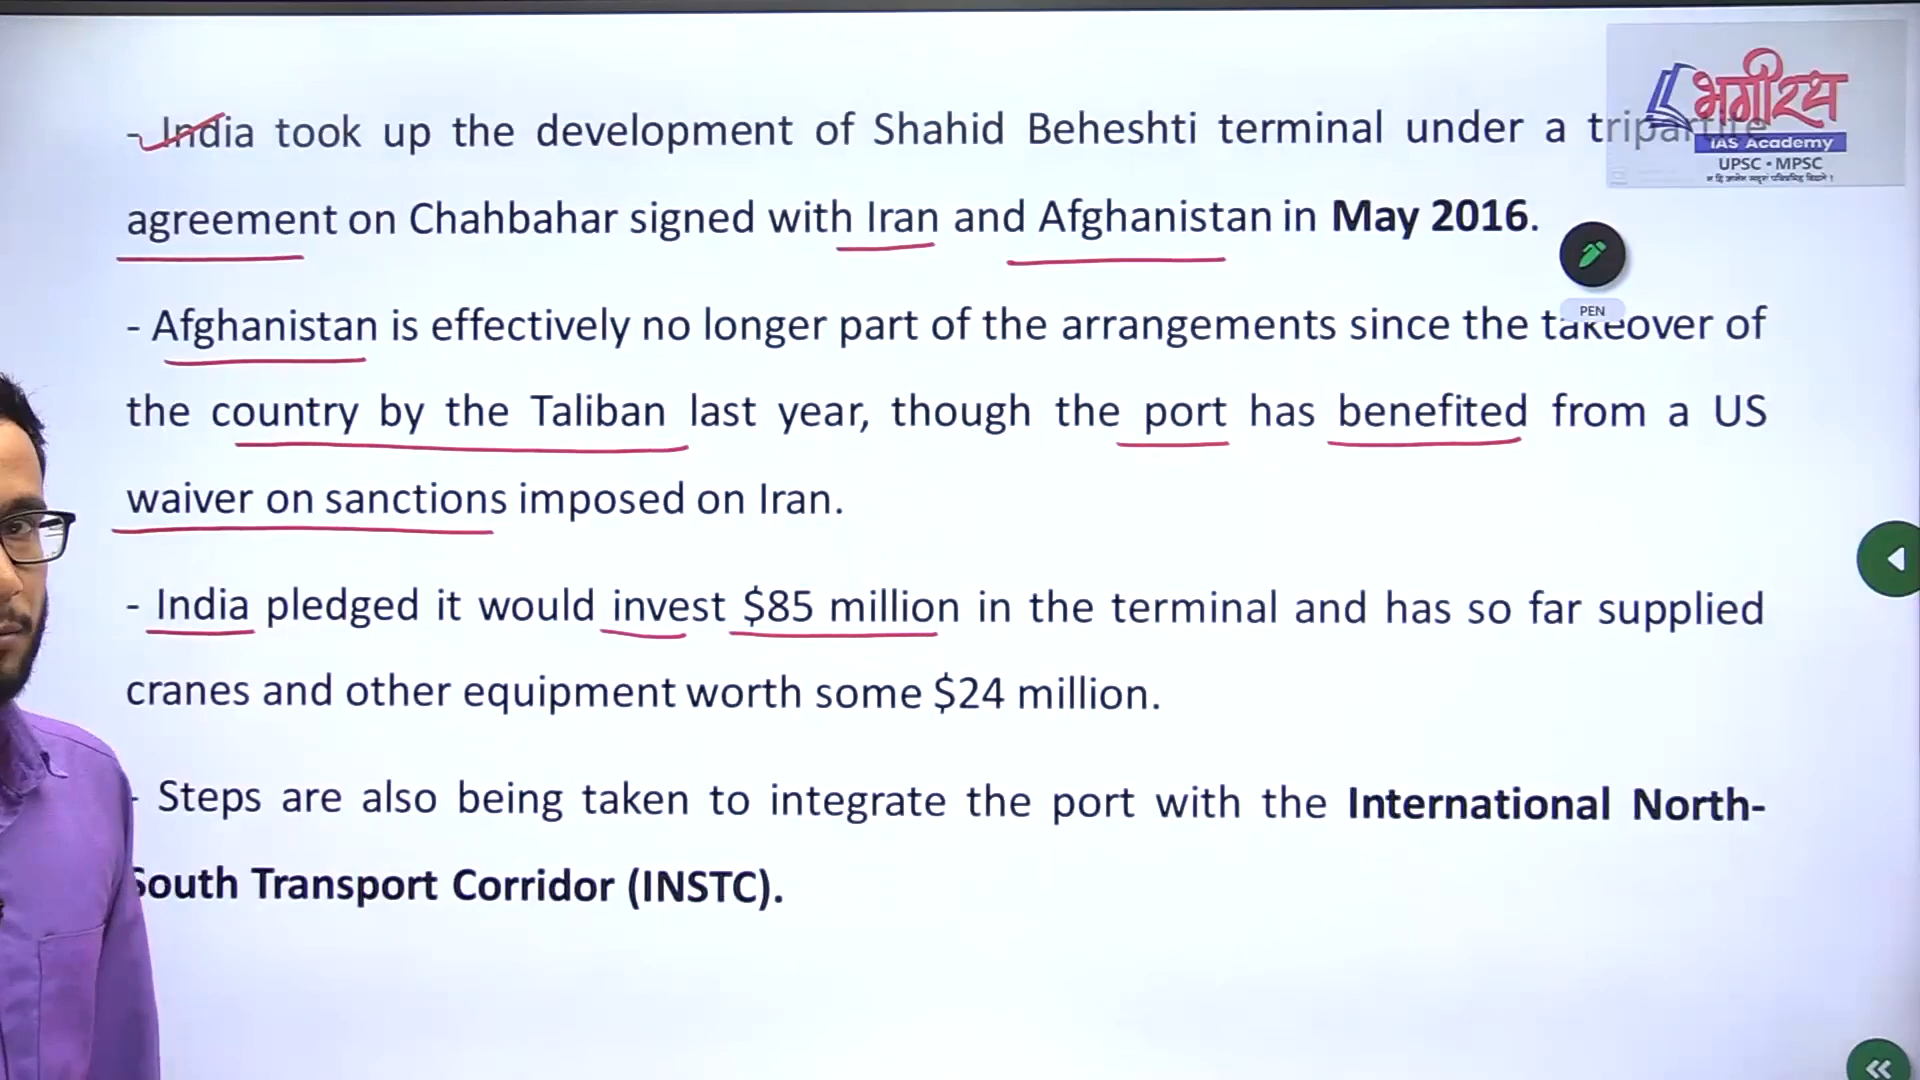 - India took up the development of Shahid Beheshti terminal under a tripartite
agreement on Chahbahar signed with Iran and Afghanistan in May 2016.
- Afghanistan is effectively no longer part of the arrangements since the takeover of
the country by the Taliban last year, though the port has benefited from a US
waiver on sanctions imposed on Iran.
- India pledged it would invest $85 million in the terminal and has so far supplied
cranes and other equipment worth some $24 million.
- Steps are also being taken to integrate the port with the International North-
South Transport Corridor (INSTC).
भगीरथ
IAS Academy
UPSC • MPSC
PEN